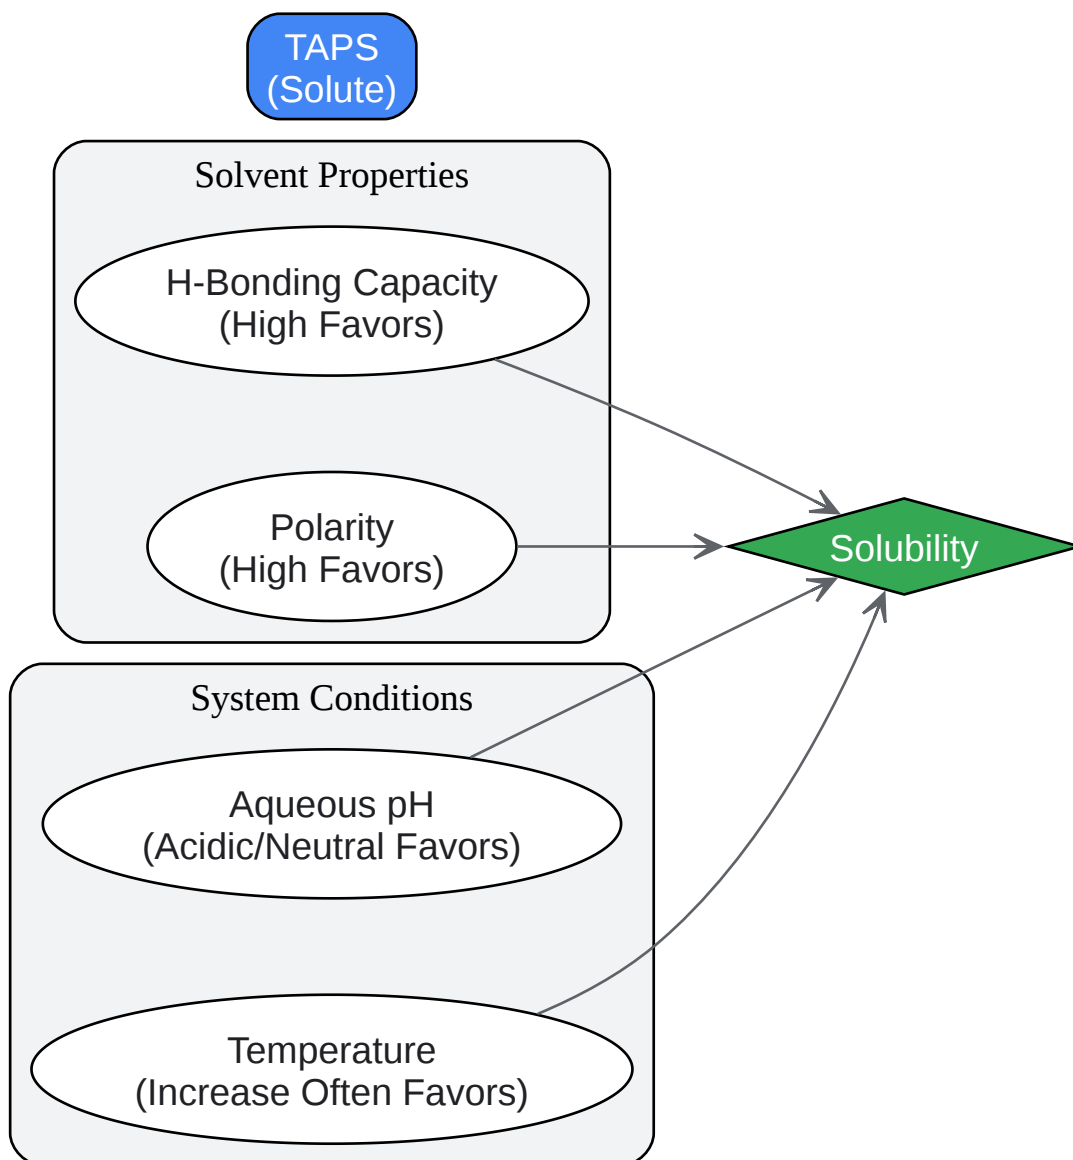 TAPS
(Solute)
Solvent Properties
H-Bonding Capacity
(High Favors)
Polarity
(High Favors)
Solubility
System Conditions
Aqueous pH
(Acidic/Neutral Favors)
Temperature
(Increase Often Favors)